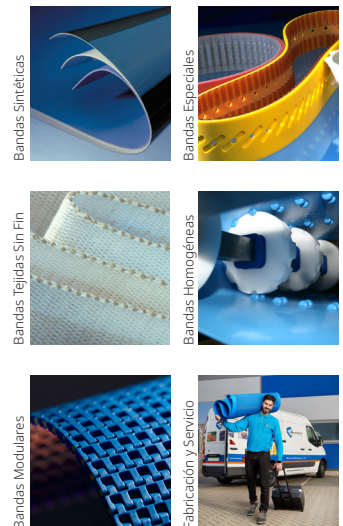 Bandas Sintéticas
Bandas Especiales
Bandas Tejidas Sin Fin
Bandas Homogéneas
Bandas Modulares
Fabricación y Servicio